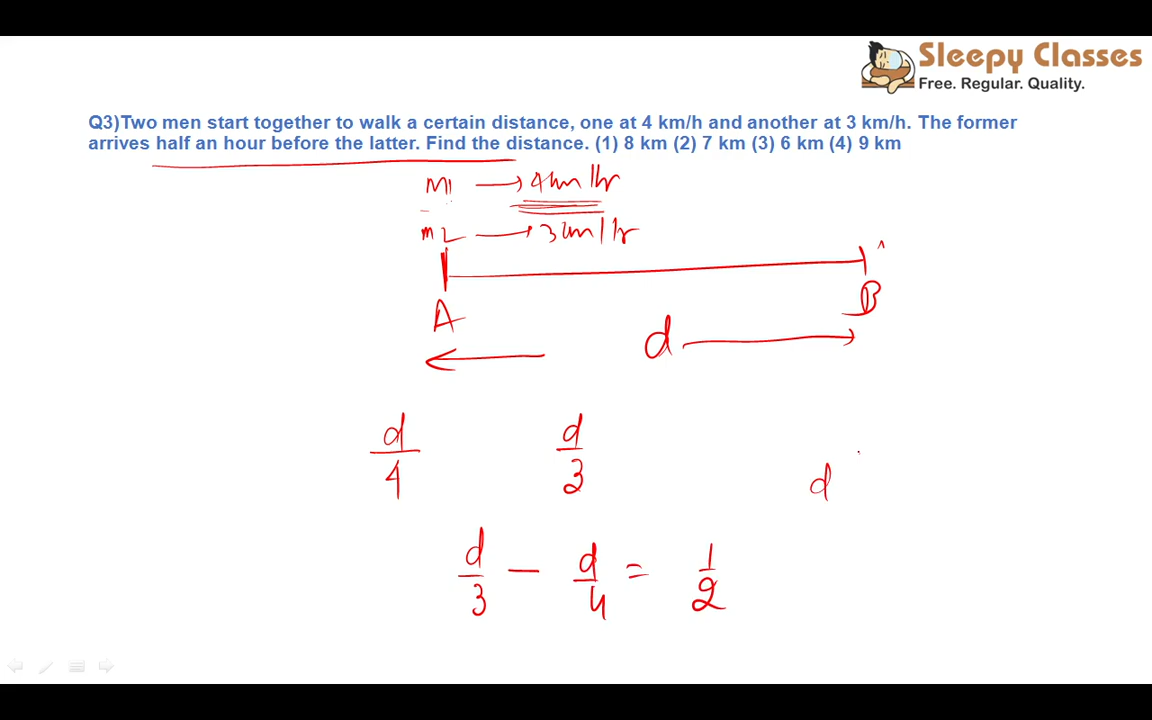 Sleepy Classes
Free. Regular. Quality.
Q3)Two men start together to walk a certain distance, one at 4 km/h and another at 3 km/h. The former
arrives half an hour before the latter. Find the distance. (1) 8 km (2) 7 km (3) 6 km (4) 9 km
M1 → 4km/hr
m2 → 3km/hr
A B
d
d/4 d/3 d
d/3 - d/4 = 1/2